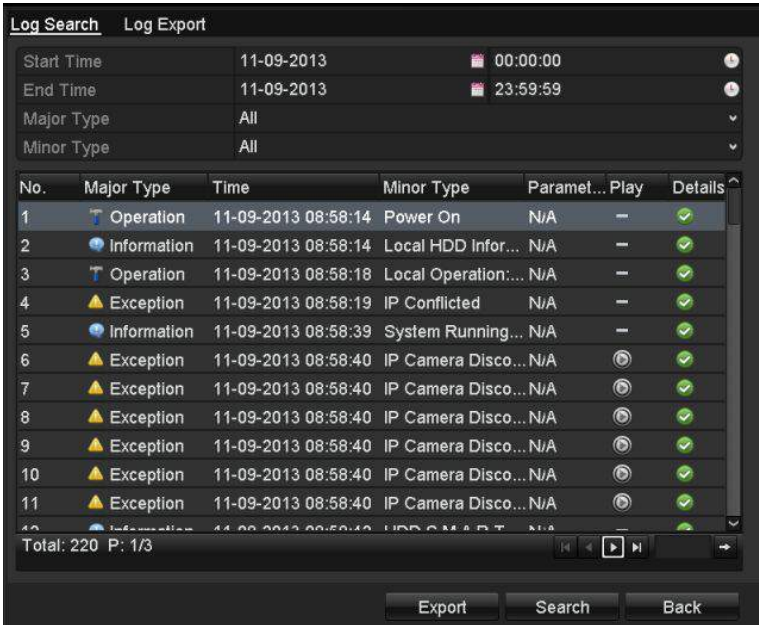 Log Search Log Export
Start Time 11-09-2013 00:00:00
End Time 11-09-2013 23:59:59
Major Type All
Minor Type All
No. Major Type Time Minor Type Paramet... Play Details
1 Operation 11-09-2013 08:58:14 Power On N/A –
2 Information 11-09-2013 08:58:14 Local HDD Infor... N/A –
3 Operation 11-09-2013 08:58:18 Local Operation:... N/A –
4 Exception 11-09-2013 08:58:19 IP Conflicted N/A –
5 Information 11-09-2013 08:58:39 System Running... N/A –
6 Exception 11-09-2013 08:58:40 IP Camera Disco... N/A
7 Exception 11-09-2013 08:58:40 IP Camera Disco... N/A
8 Exception 11-09-2013 08:58:40 IP Camera Disco... N/A
9 Exception 11-09-2013 08:58:40 IP Camera Disco... N/A
10 Exception 11-09-2013 08:58:40 IP Camera Disco... N/A
11 Exception 11-09-2013 08:58:40 IP Camera Disco... N/A
Total: 220 P: 1/3
Export Search Back